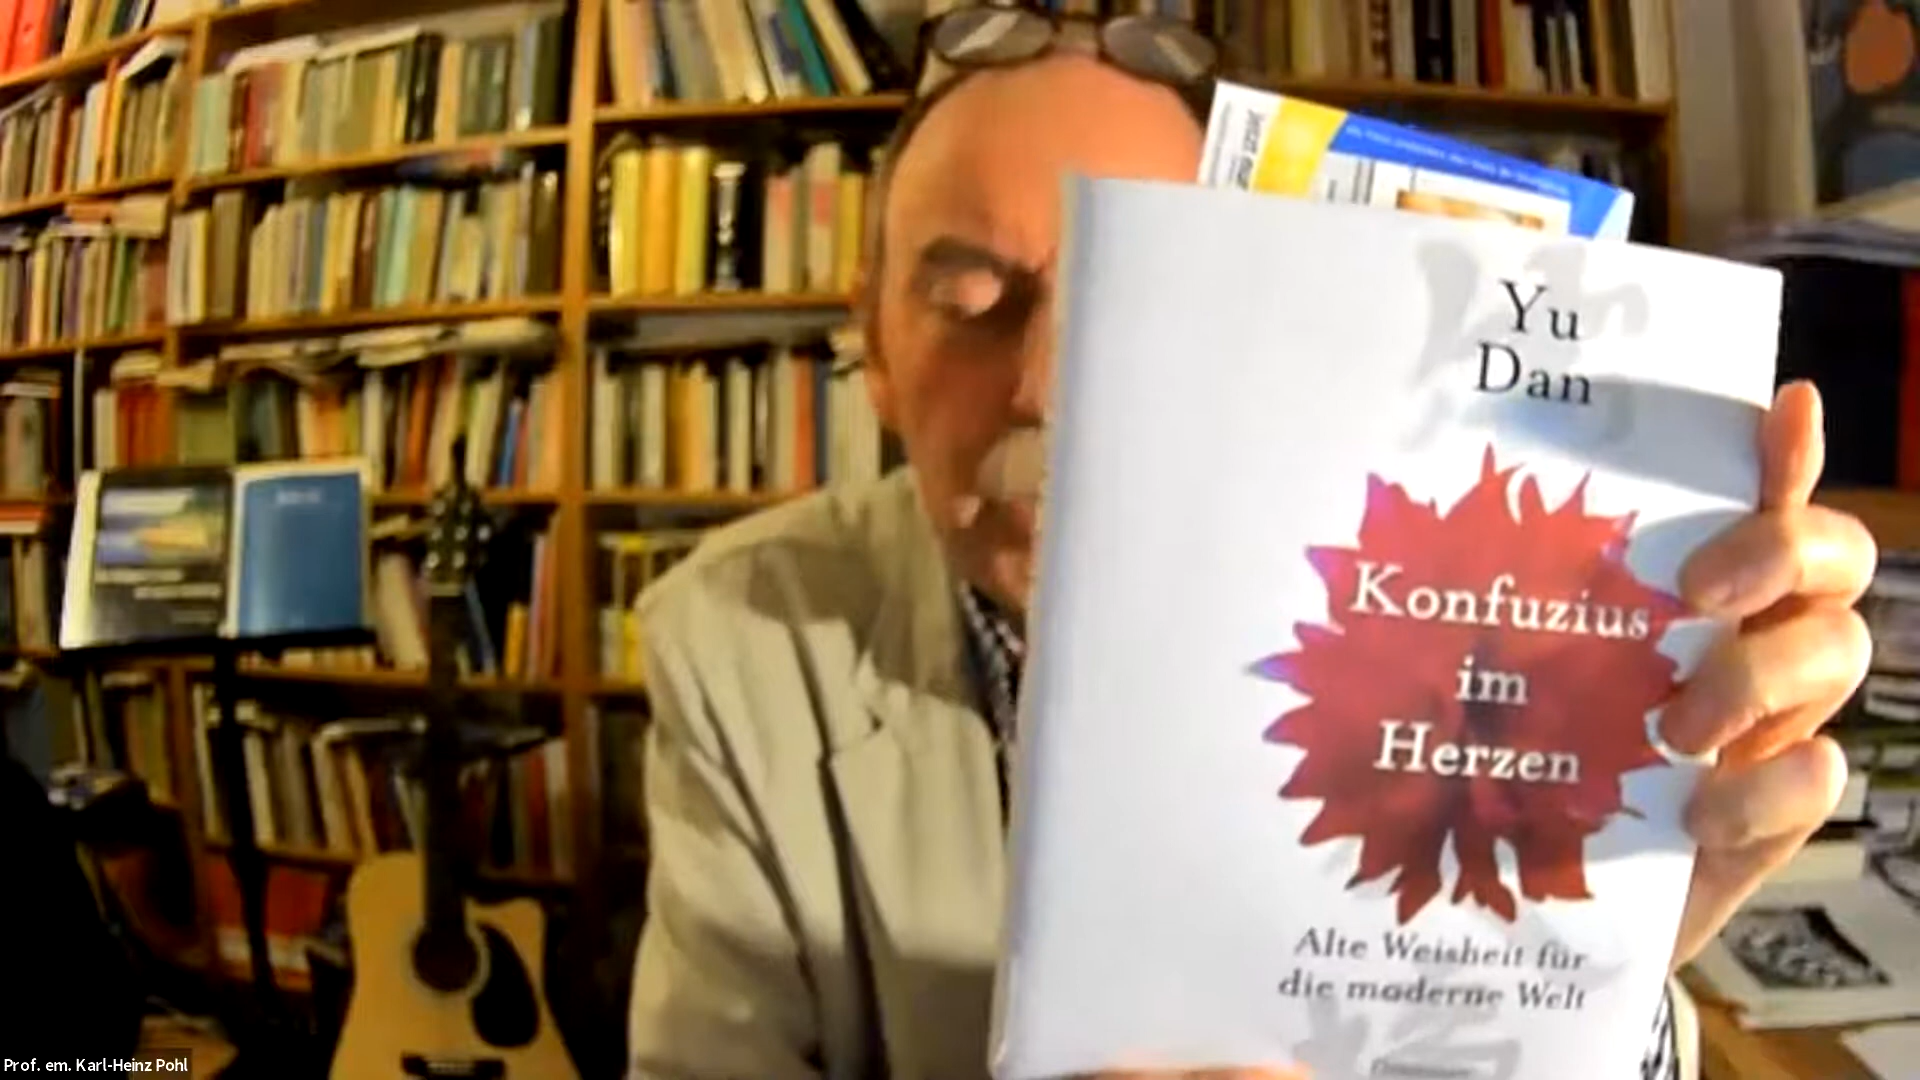 Yu
Dan
Konfuzius
im
Herzen
Alte Weisheit für
die moderne Welt
Prof. em. Karl-Heinz Pohl